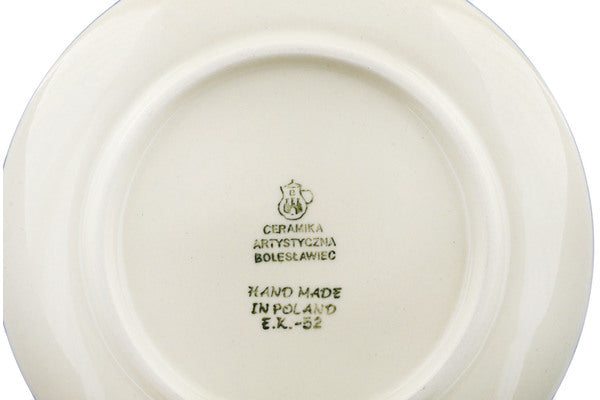 CERAMIKA
ARTYSTYCZNA
BOLESŁAWIEC
HAND MADE
IN POLAND
E.K.-52